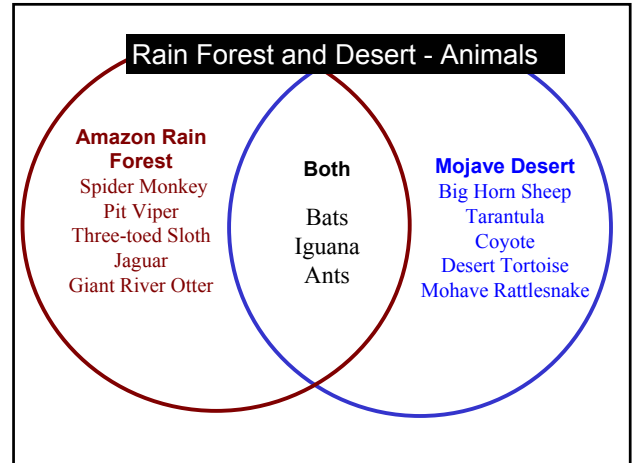 Rain Forest and Desert - Animals
Amazon Rain
Forest
Spider Monkey
Pit Viper
Three-toed Sloth
Jaguar
Giant River Otter
Both
Bats
Iguana
Ants
Mojave Desert
Big Horn Sheep
Tarantula
Coyote
Desert Tortoise
Mohave Rattlesnake